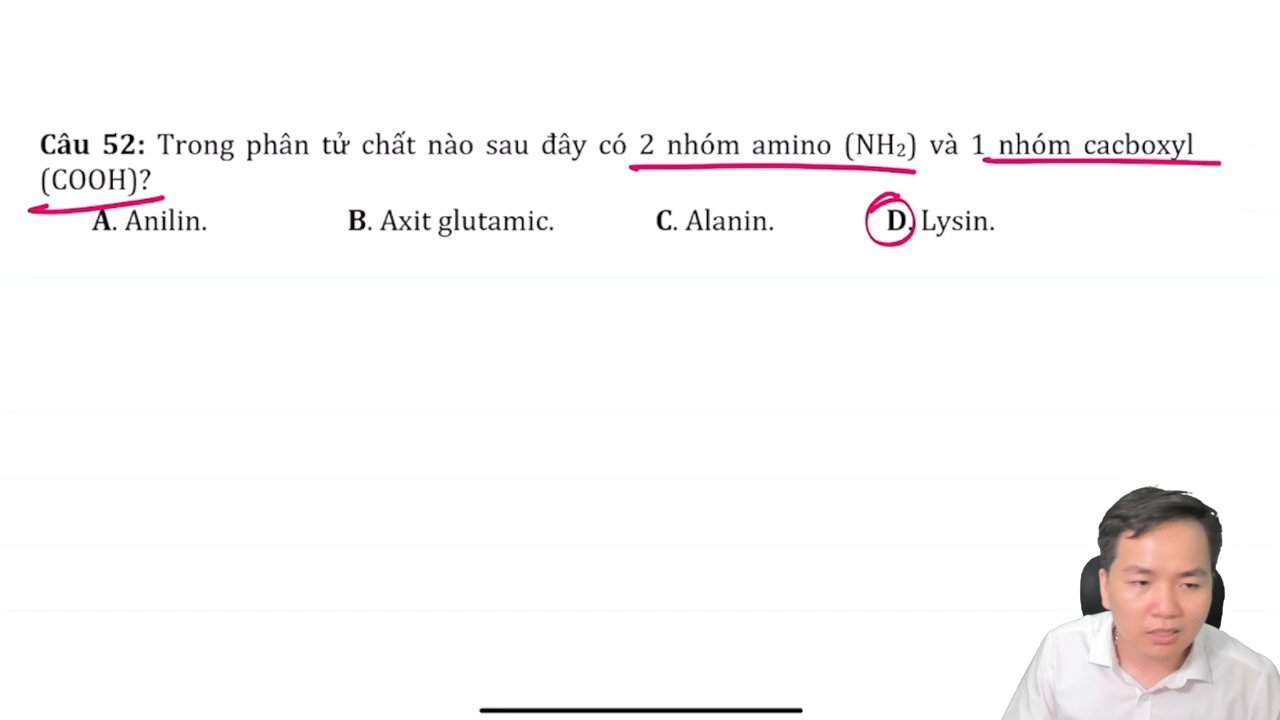 Câu 52: Trong phân tử chất nào sau đây có 2 nhóm amino (NH₂) và 1 nhóm cacboxyl
(COOH)?
A. Anilin. B. Axit glutamic. C. Alanin. D. Lysin.